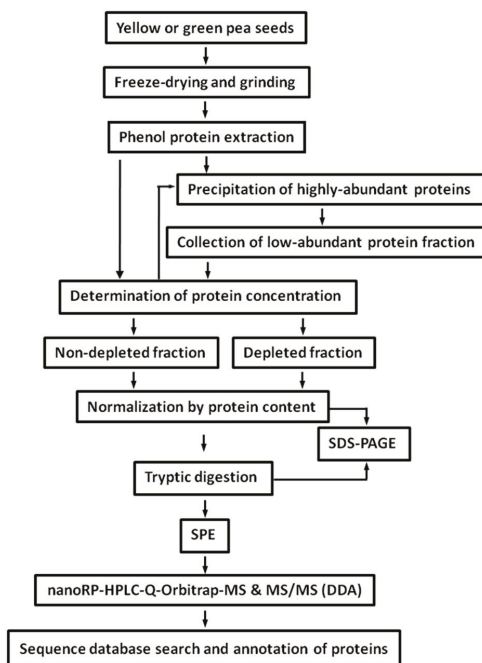 Yellow or green pea seeds
Freeze-drying and grinding
Phenol protein extraction
Precipitation of highly-abundant proteins
Collection of low-abundant protein fraction
Determination of protein concentration
Non-depleted fraction
Depleted fraction
Normalization by protein content
SDS-PAGE
Tryptic digestion
SPE
nanoRP-HPLC-Q-Orbitrap-MS & MS/MS (DDA)
Sequence database search and annotation of proteins